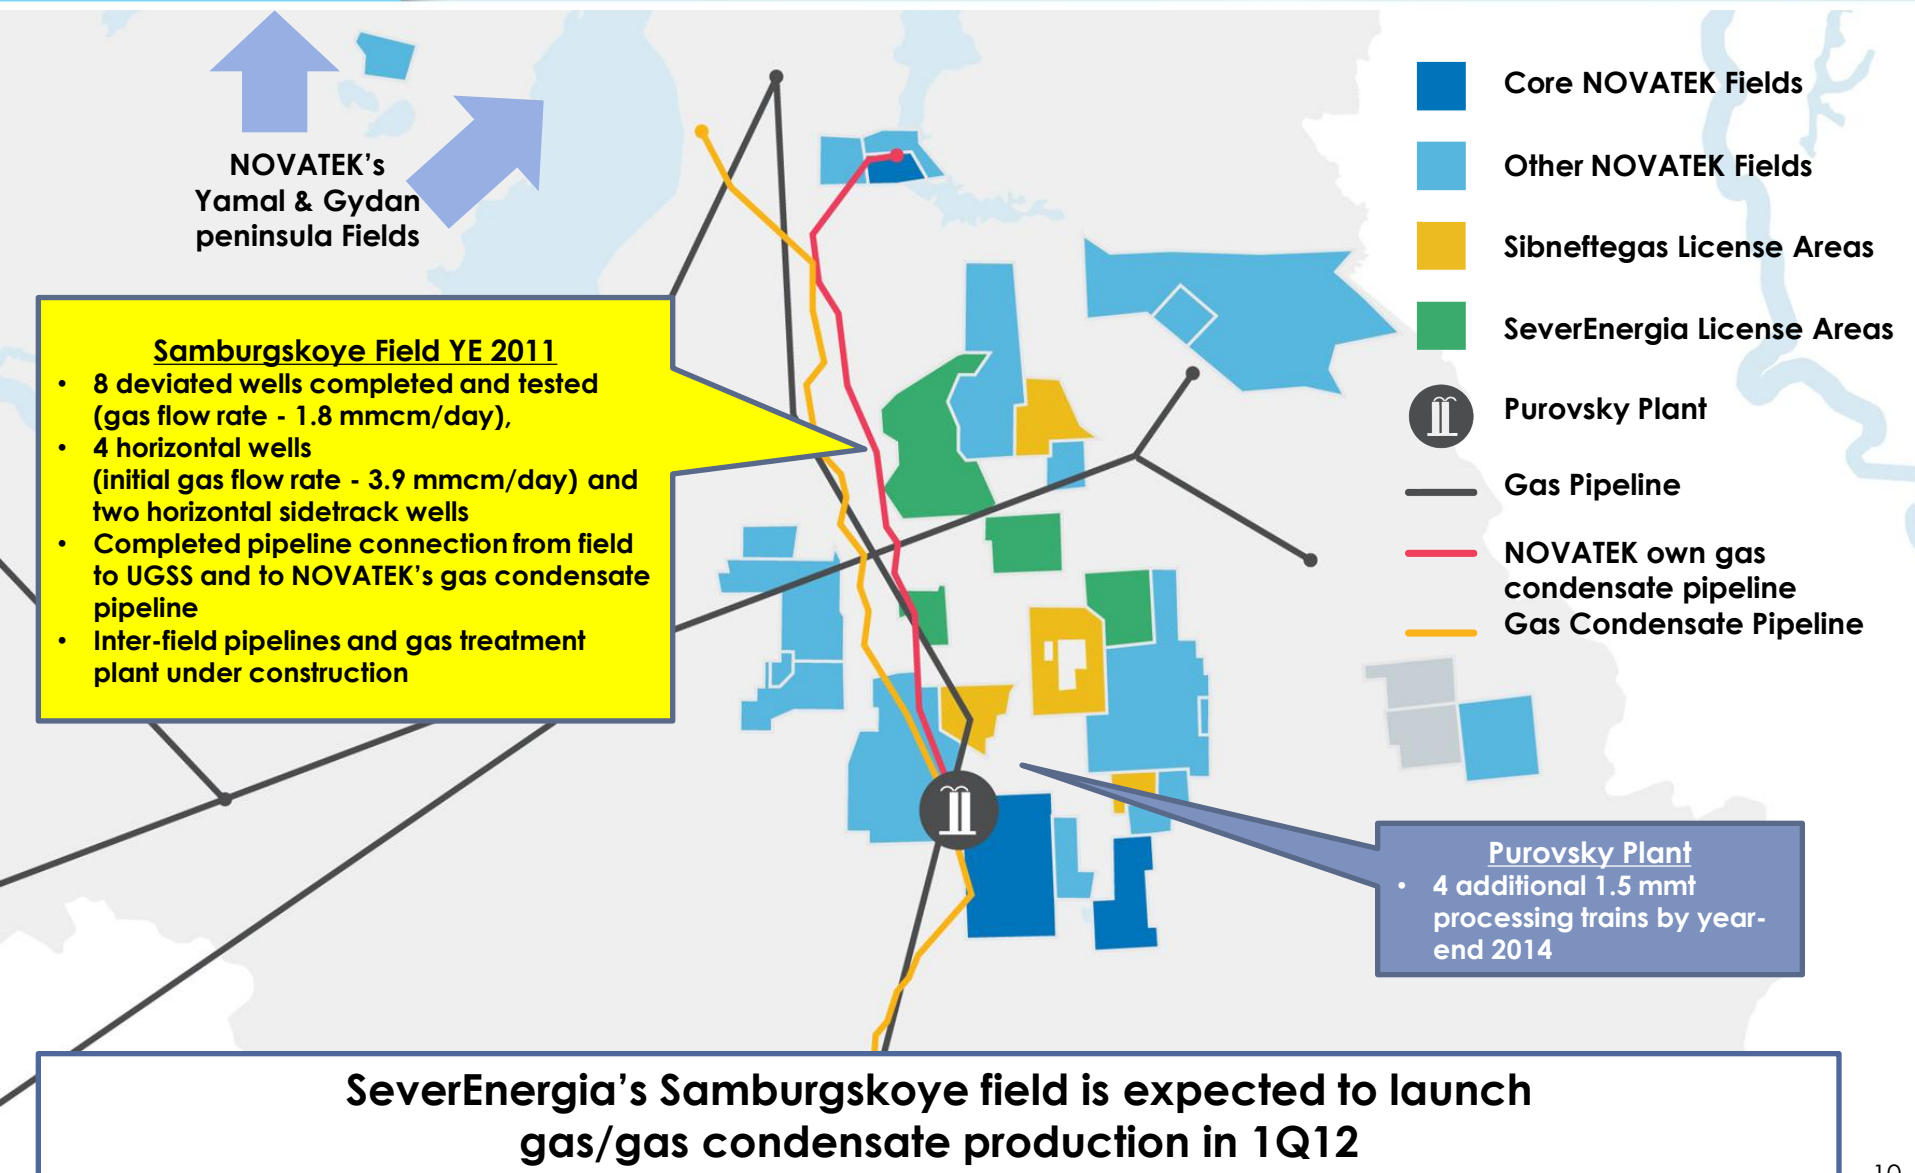 NOVATEK's
Yamal & Gydan
peninsula Fields
Core NOVATEK Fields
Other NOVATEK Fields
Sibneftegas License Areas
SeverEnergia License Areas
Purovsky Plant
Gas Pipeline
NOVATEK own gas
condensate pipeline
Gas Condensate Pipeline
Samburgskoye Field YE 2011
• 8 deviated wells completed and tested
(gas flow rate - 1.8 mmcm/day),
• 4 horizontal wells
(initial gas flow rate - 3.9 mmcm/day) and
two horizontal sidetrack wells
• Completed pipeline connection from field
to UGSS and to NOVATEK's gas condensate
pipeline
• Inter-field pipelines and gas treatment
plant under construction
Purovsky Plant
• 4 additional 1.5 mmt
processing trains by year-
end 2014
SeverEnergia's Samburgskoye field is expected to launch
gas/gas condensate production in 1Q12
10